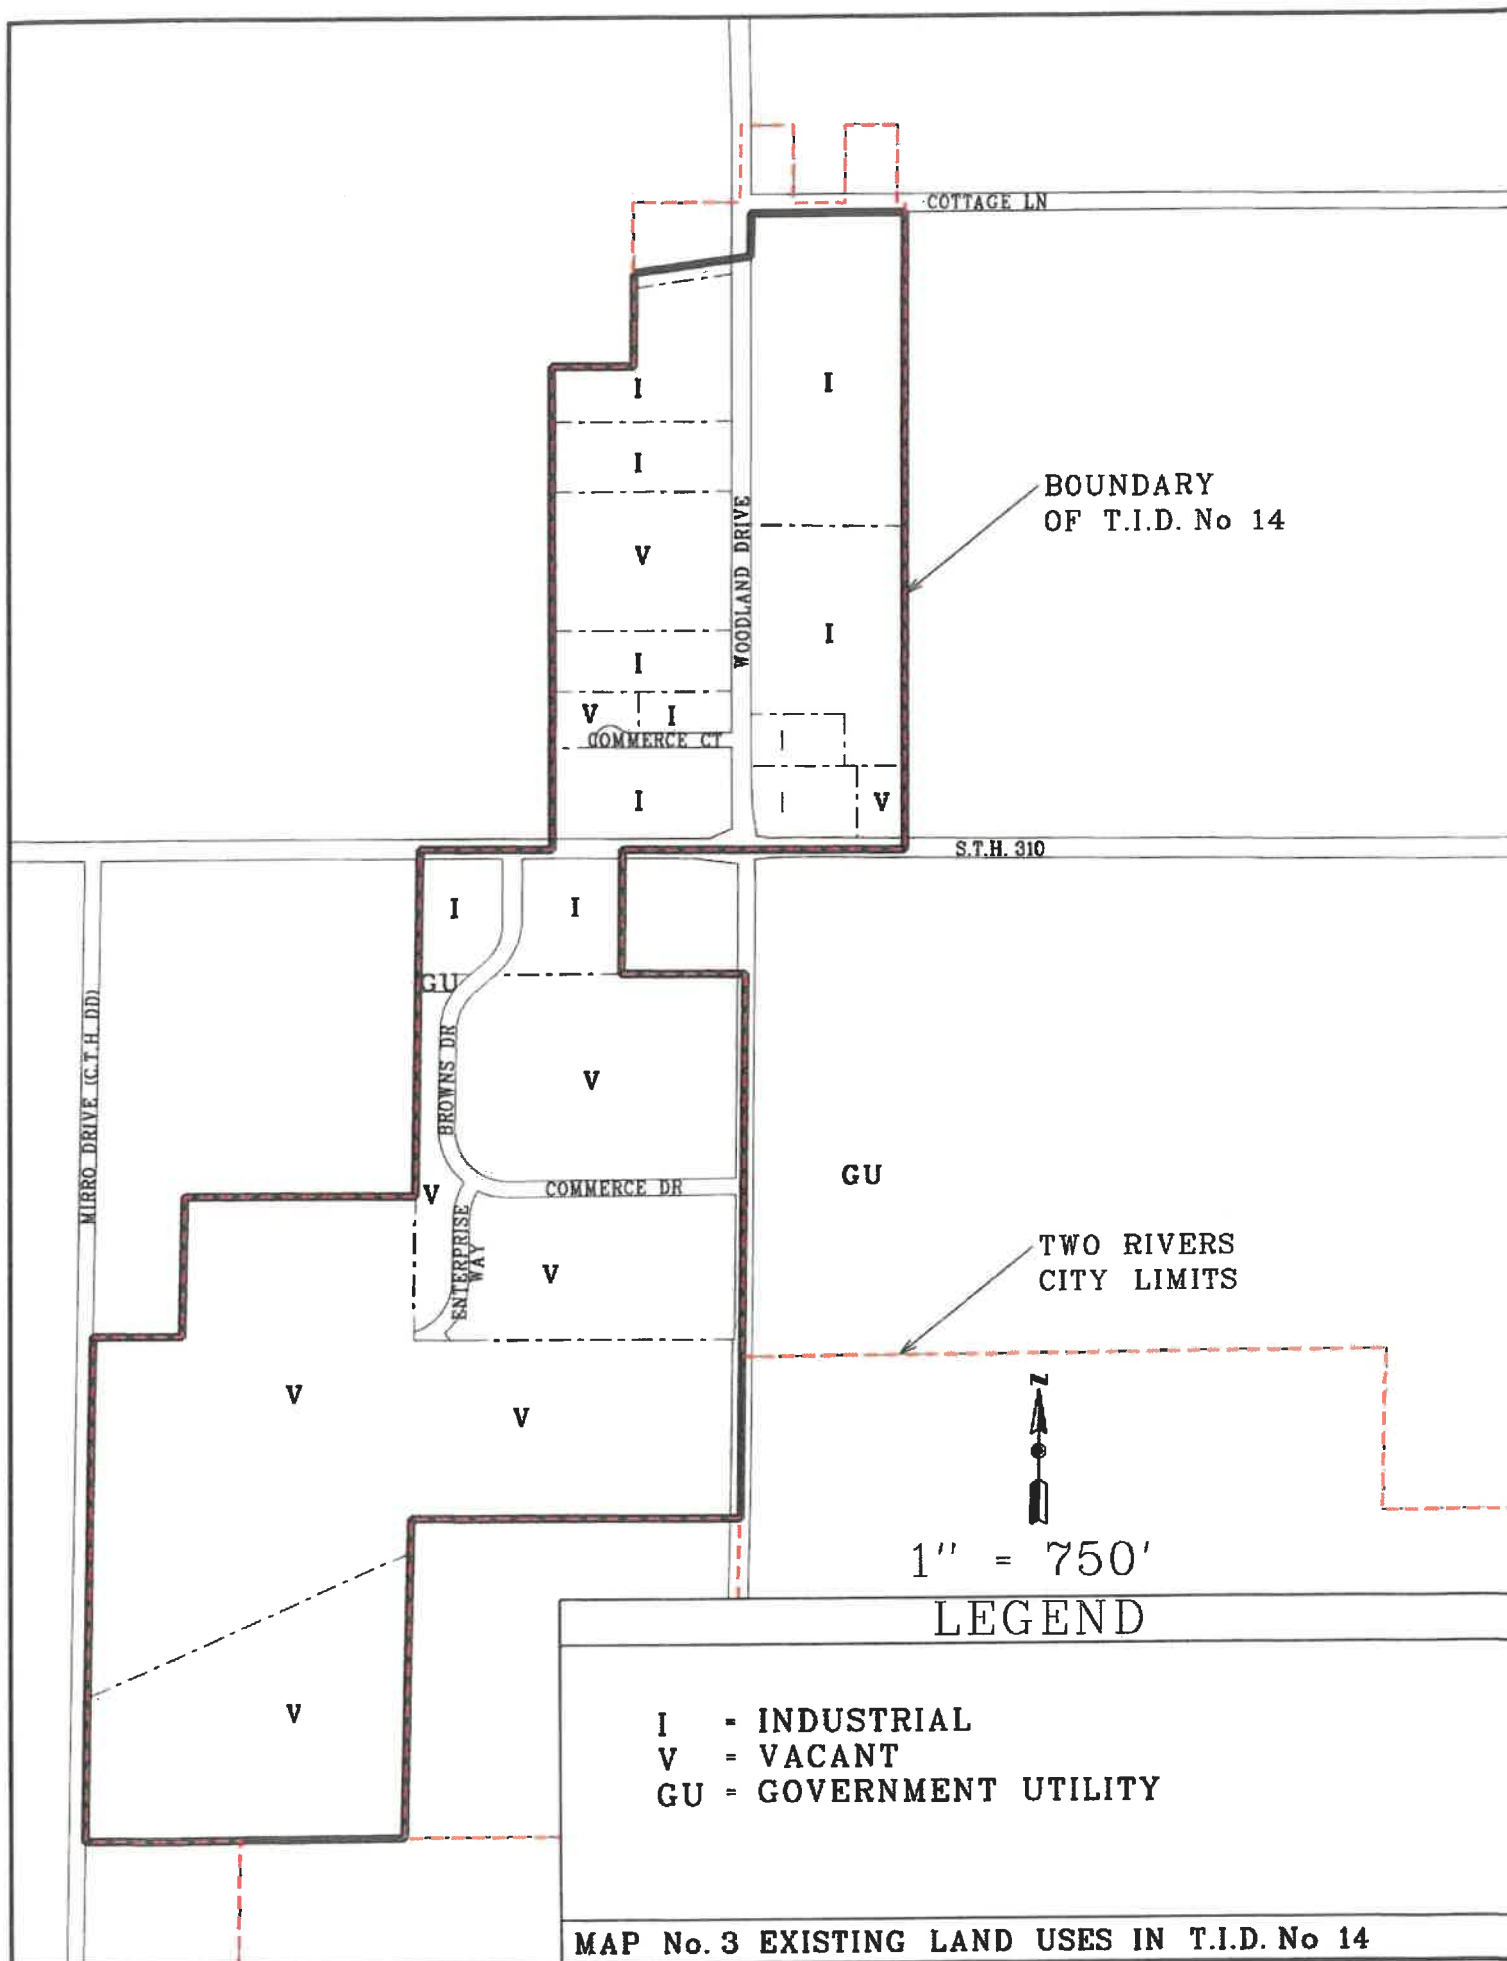 COTTAGE LN
I
I
BOUNDARY
OF T.I.D. No 14
I
WOODLAND DRIVE
V
I
I
V
I
COMMERCE CT
I
I
I
V
S.T.H. 310
I
I
GU
MIRRO DRIVE (C.T.H. DD)
BROWNS DR
V
GU
V
COMMERCE DR
ENTERPRISE
WAY
V
TWO RIVERS
CITY LIMITS
V
V
N
1" = 750'
LEGEND
V
I = INDUSTRIAL
V = VACANT
GU = GOVERNMENT UTILITY
MAP No. 3 EXISTING LAND USES IN T.I.D. No 14